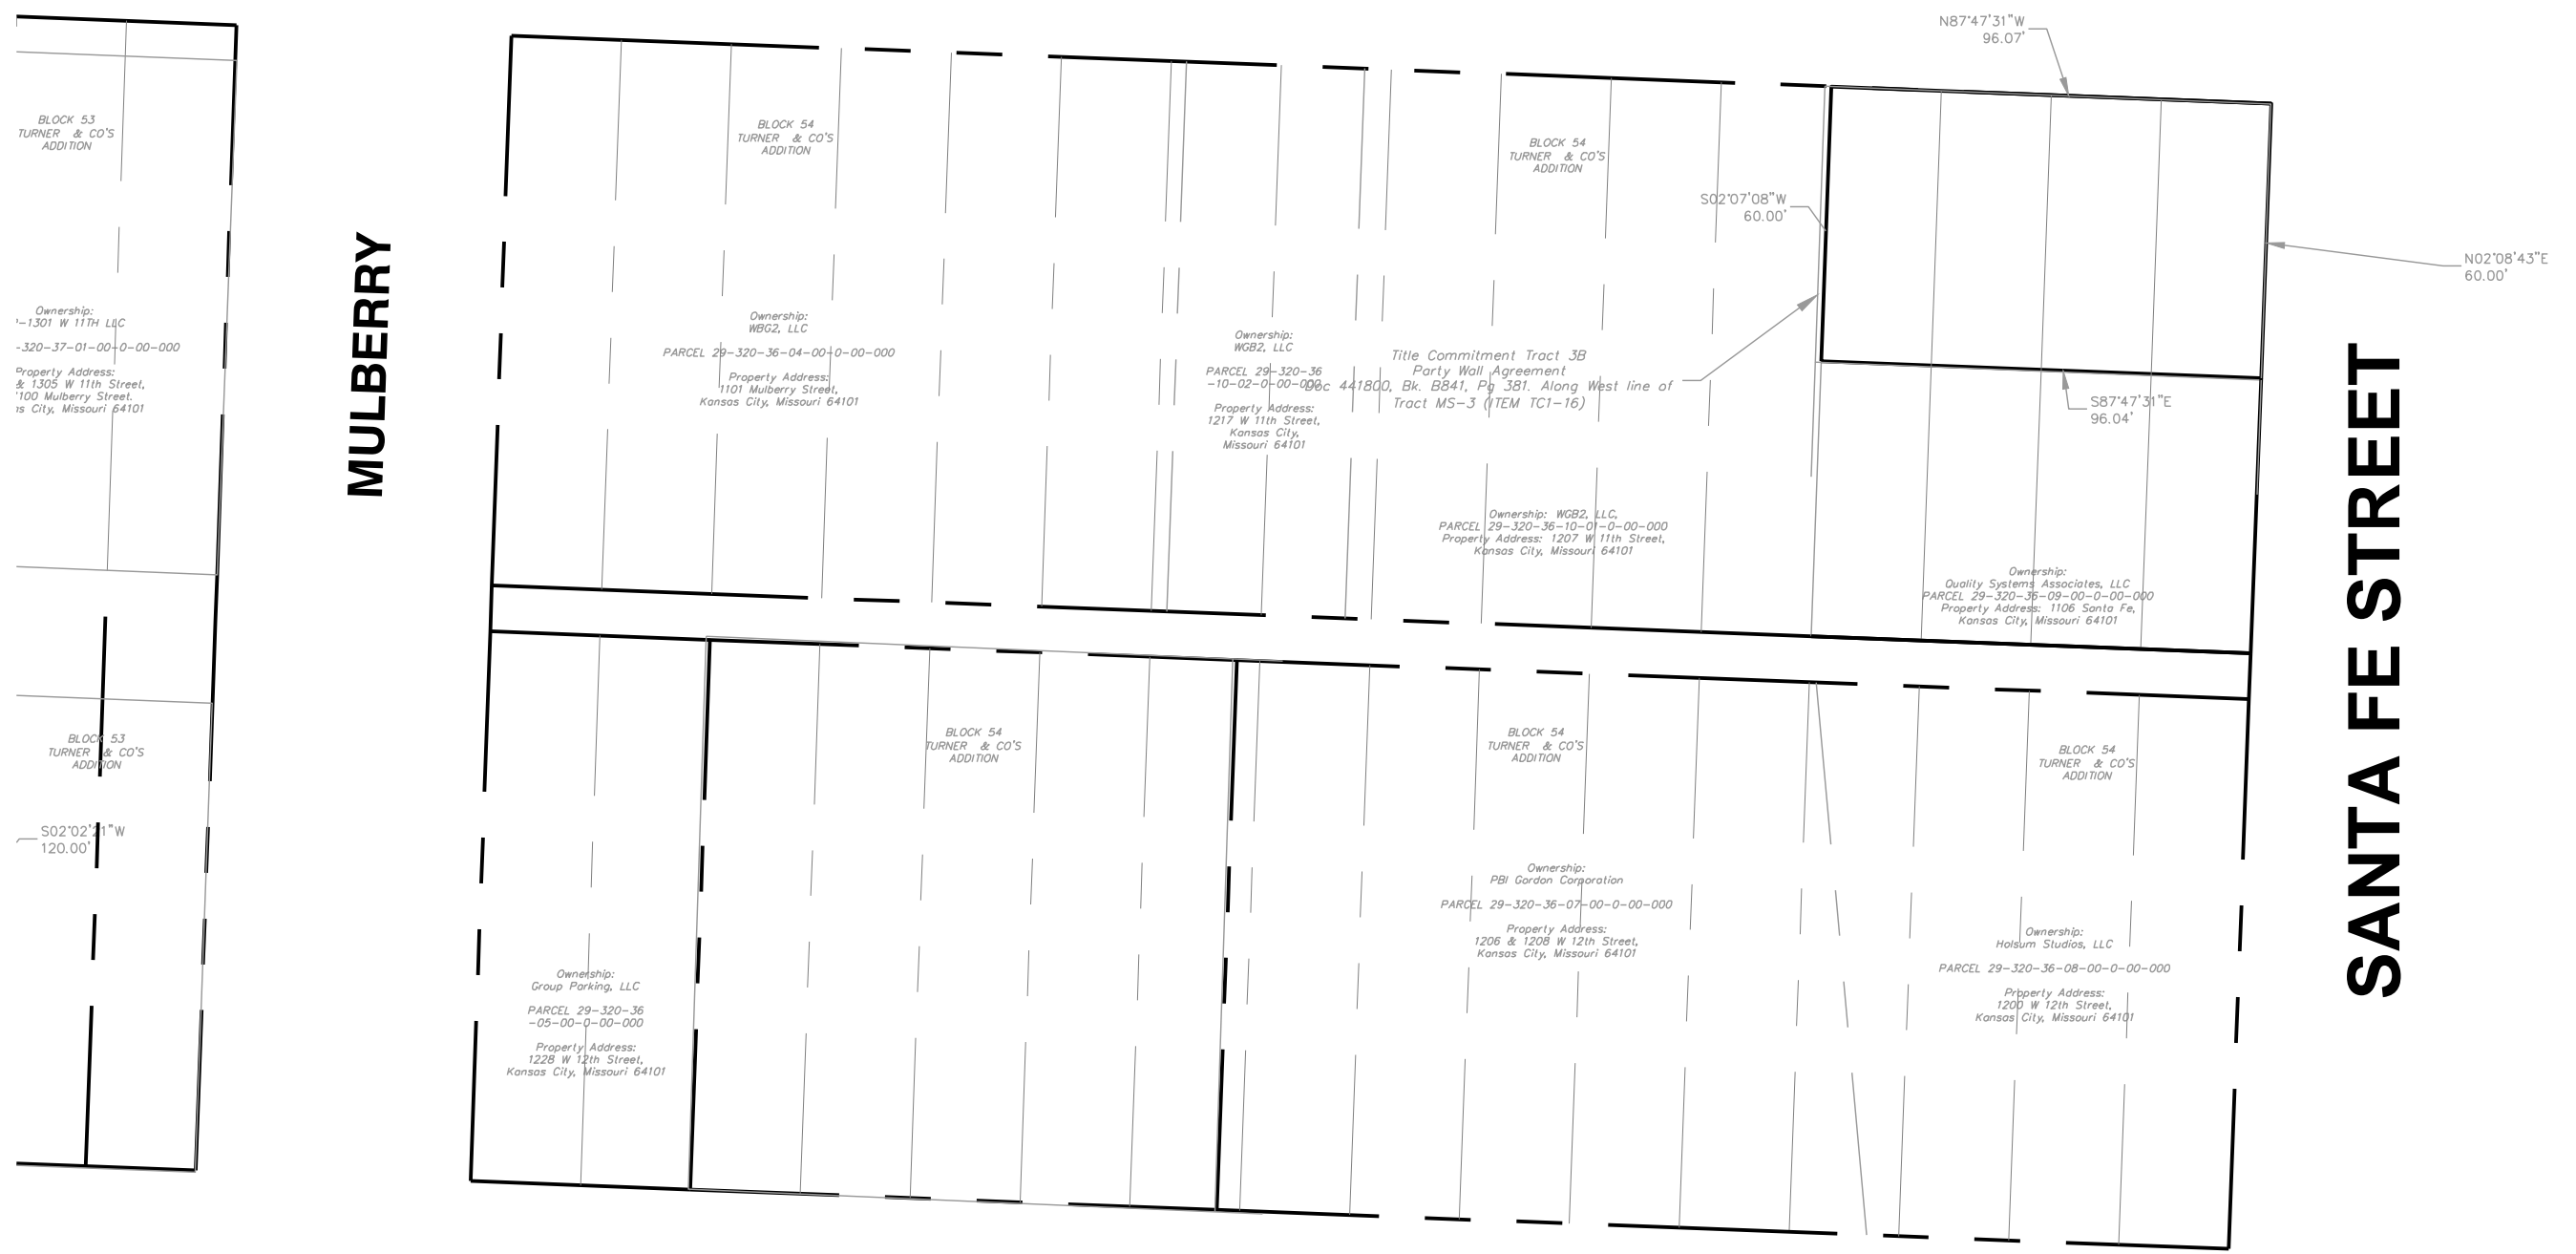 N87°47'31"W
96.07'
BLOCK 53
TURNER & CO'S
ADDITION
BLOCK 54
TURNER & CO'S
ADDITION
BLOCK 54
TURNER & CO'S
ADDITION
S02°07'08"W
60.00'
N02°08'43"E
60.00'
MULBERRY
Ownership:
-1301 W 11TH LLC
-320-37-01-00-0-00-000
Property Address:
& 1305 W 11th Street,
100 Mulberry Street.
s City, Missouri 64101
Ownership:
WBG2, LLC
PARCEL 29-320-36-04-00-0-00-000
Property Address:
1101 Mulberry Street,
Kansas City, Missouri 64101
Ownership:
WGB2, LLC
PARCEL 29-320-36
-10-02-0-00-000
Property Address:
1217 W 11th Street,
Kansas City,
Missouri 64101
Title Commitment Tract 3B
Party Wall Agreement
Doc 441800, Bk. B841, Pg 381. Along West line of
Tract MS-3 (ITEM TC1-16)
S87°47'31"E
96.04'
SANTA FE STREET
Ownership: WGB2, LLC,
PARCEL 29-320-36-10-01-0-00-000
Property Address: 1207 W 11th Street,
Kansas City, Missouri 64101
Ownership:
Quality Systems Associates, LLC
PARCEL 29-320-36-09-00-0-00-000
Property Address: 1106 Santa Fe,
Kansas City, Missouri 64101
BLOCK 53
TURNER & CO'S
ADDITION
BLOCK 54
TURNER & CO'S
ADDITION
BLOCK 54
TURNER & CO'S
ADDITION
BLOCK 54
TURNER & CO'S
ADDITION
S02°02'21"W
120.00'
Ownership:
Group Parking, LLC
PARCEL 29-320-36
-05-00-0-00-000
Property Address:
1228 W 12th Street,
Kansas City, Missouri 64101
Ownership:
PBI Gordon Corporation
PARCEL 29-320-36-07-00-0-00-000
Property Address:
1206 & 1208 W 12th Street,
Kansas City, Missouri 64101
Ownership:
Holsum Studios, LLC
PARCEL 29-320-36-08-00-0-00-000
Property Address:
1200 W 12th Street,
Kansas City, Missouri 64101